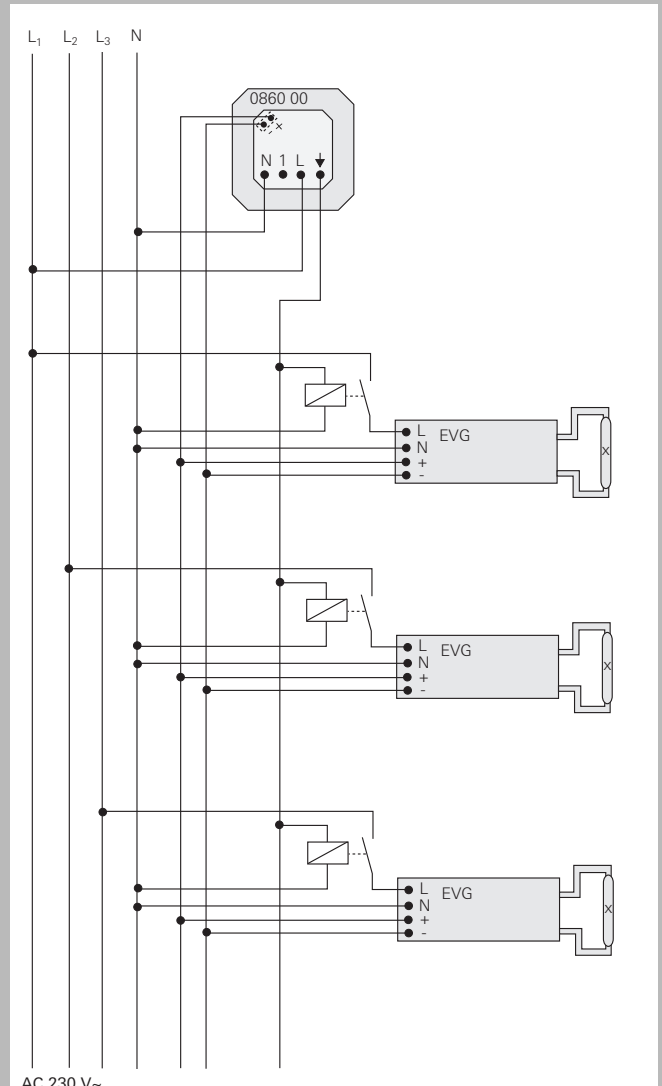 L1 L2 L3 N
0860 00
x
N 1 L
L
N EVG
+
-
x
L
N EVG
+
-
x
L
N EVG
+
-
x
AC 230 V~